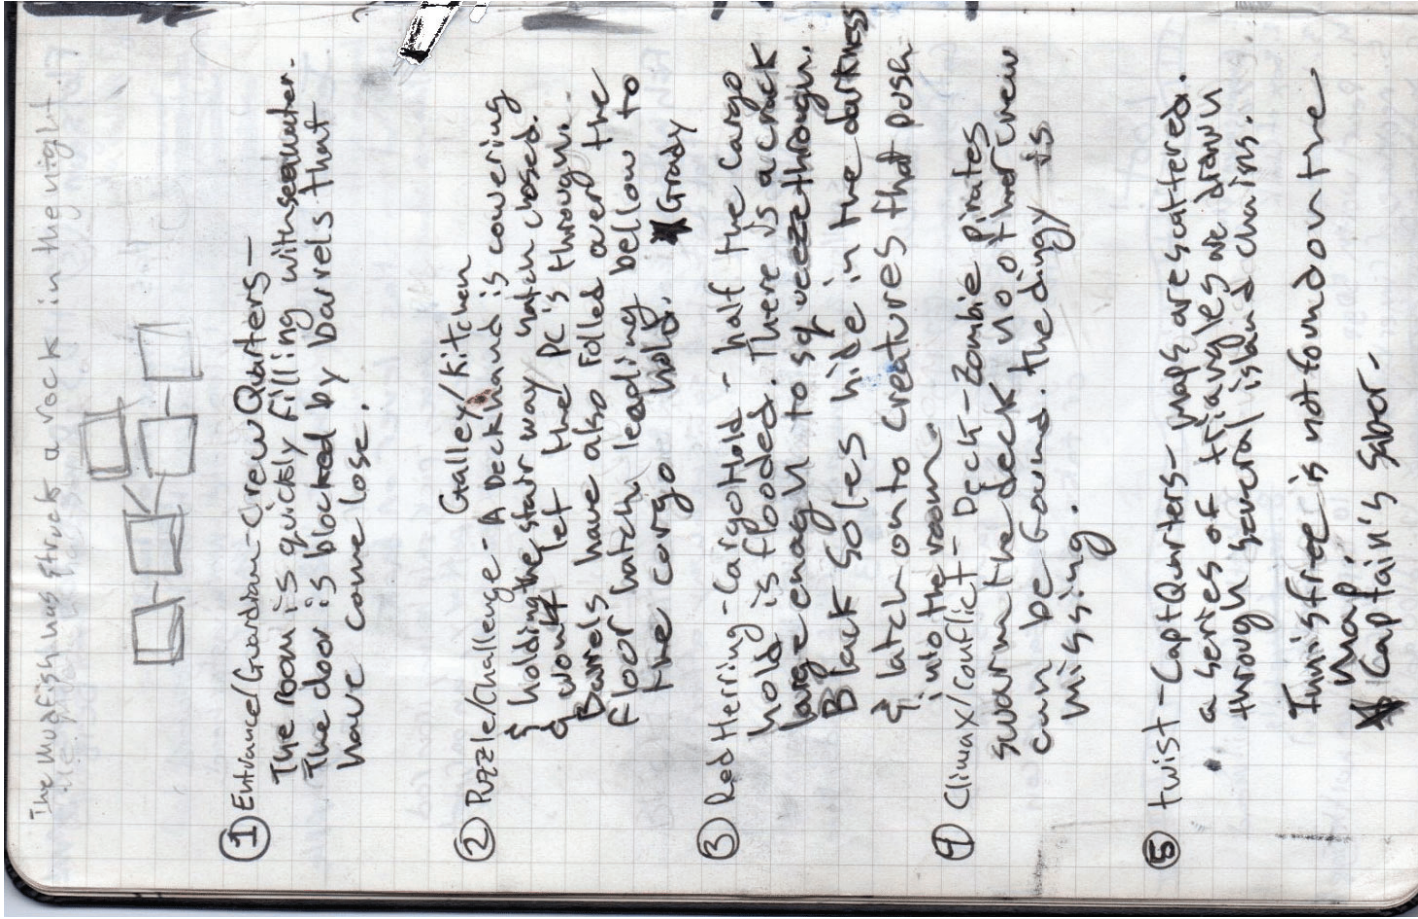 The Mudfish has struck a rock in the night
① Entrance/Guardian - Crew Quarters -
The room is quickly filling with seawater.
The door is blocked by barrels that
have come lose.
Galley/Kitchen
② Puzzle/Challenge - A Deckhand is cowering
& holding the stair way hatch closed.
& won't let the PC's through.
Barrels have also rolled over the
floor hatch leading bellow to
the cargo hold. Grady
③ Red Herring - Cargo Hold - half the cargo
hold is flooded. There is a crack
large enough to squeeze through.
Black Soles hide in the darkness
& latch onto creatures that push
into the room.
④ Climax/Conflict - Deck - Zombie pirates
swarm the deck no other crew
can be found. the dingy is
missing.
⑤ twist - Capt Quarters - Maps are scattered.
a series of triangles are drawn
through several island chains.
Innisfree is not found on the
map.
Captain's Saber -